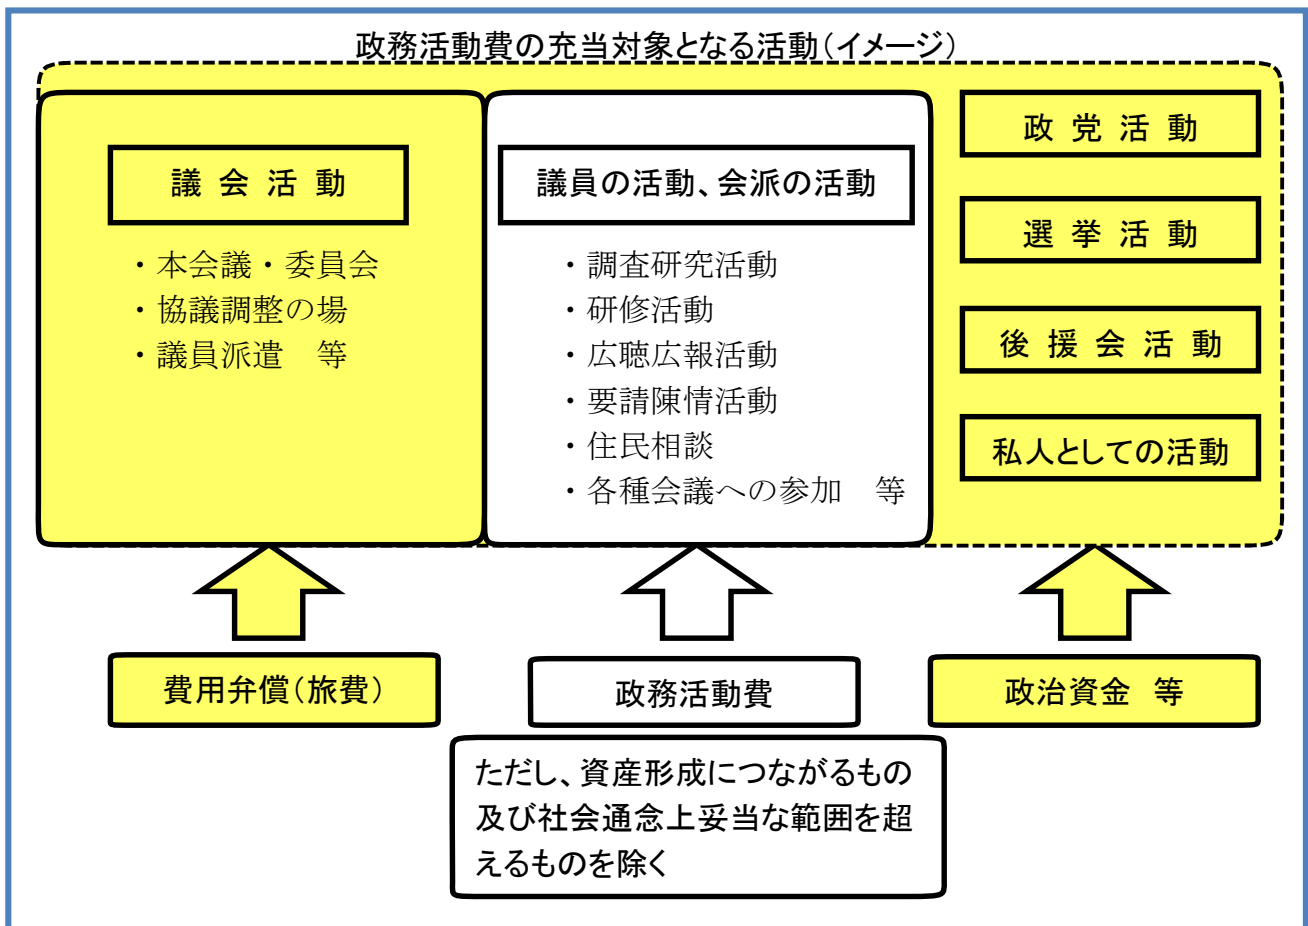 政務活動費の充当対象となる活動(イメージ)
議会活動
・本会議・委員会
・協議調整の場
・議員派遣　等
議員の活動、会派の活動
・調査研究活動
・研修活動
・広聴広報活動
・要請陳情活動
・住民相談
・各種会議への参加　等
政党活動
選挙活動
後援会活動
私人としての活動
費用弁償(旅費)
政務活動費
政治資金　等
ただし、資産形成につながるもの
及び社会通念上妥当な範囲を超
えるものを除く